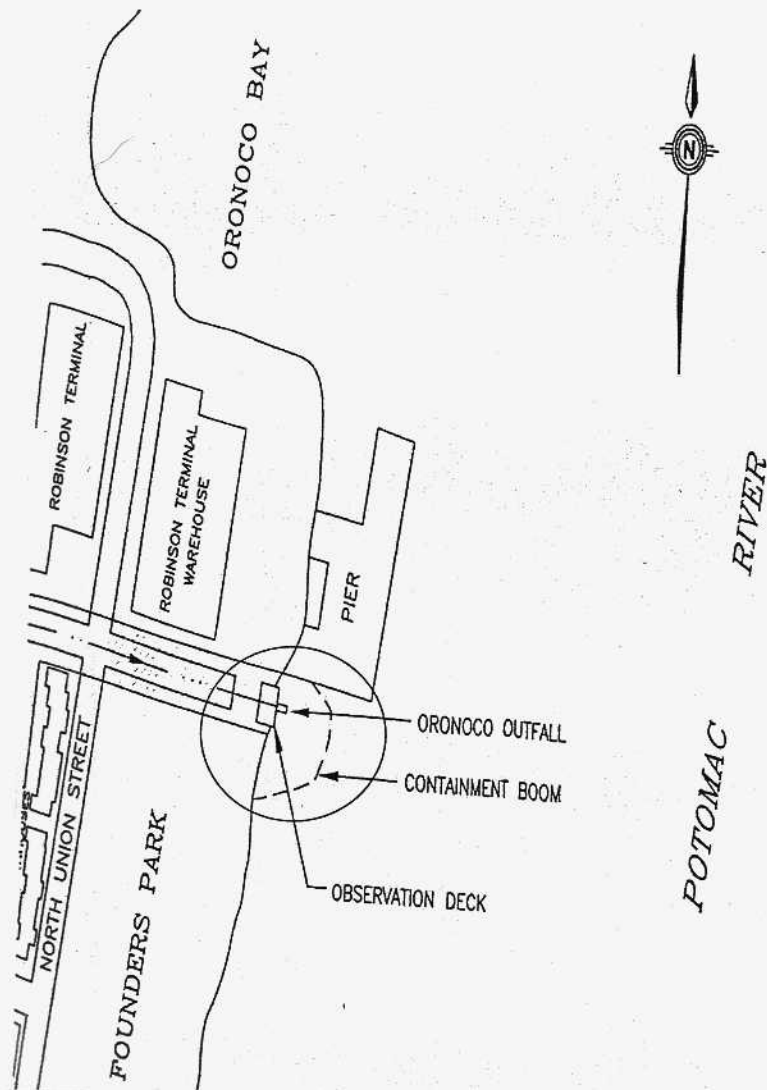 ORONOCO BAY
N
ROBINSON TERMINAL
ROBINSON TERMINAL
WAREHOUSE
PIER
RIVER
ORONOCO OUTFALL
CONTAINMENT BOOM
POTOMAC
OBSERVATION DECK
NORTH UNION STREET
FOUNDERS PARK